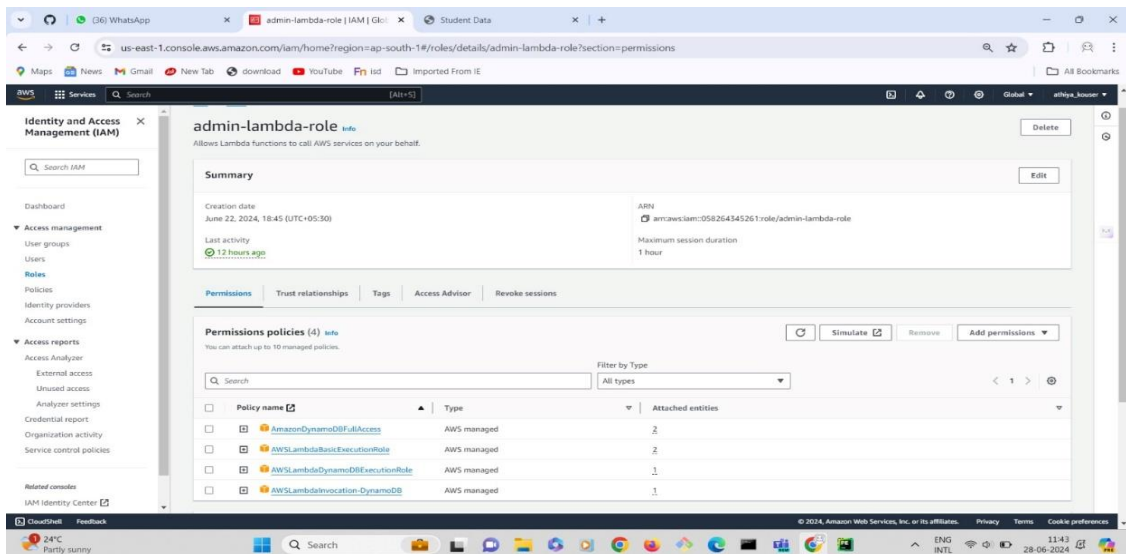 (36) WhatsApp
admin-lambda-role | IAM | Glo
Student Data
us-east-1.console.aws.amazon.com/iam/home?region=ap-south-1#/roles/details/admin-lambda-role?section=permissions
Maps News Gmail New Tab download YouTube Fn isd Imported From IE All Bookmarks
aws Services Search [Alt+S] Global athiya_kouser
Identity and Access Management (IAM)
Search IAM
Dashboard
Access management
User groups
Users
Roles
Policies
Identity providers
Account settings
Access reports
Access Analyzer
External access
Unused access
Analyzer settings
Credential report
Organization activity
Service control policies
Related consoles
IAM Identity Center
admin-lambda-role Info
Delete
Allows Lambda functions to call AWS services on your behalf.
Summary
Edit
Creation date
June 22, 2024, 18:45 (UTC+05:30)
ARN
arn:aws:iam::058264345261:role/admin-lambda-role
Last activity
12 hours ago
Maximum session duration
1 hour
Permissions Trust relationships Tags Access Advisor Revoke sessions
Permissions policies (4) Info
Simulate Remove Add permissions
You can attach up to 10 managed policies.
Filter by Type
Search All types 1
Policy name Type Attached entities
AmazonDynamoDBFullAccess AWS managed 2
AWSLambdaBasicExecutionRole AWS managed 2
AWSLambdaDynamoDBExecutionRole AWS managed 1
AWSLambdaInvocation-DynamoDB AWS managed 1
CloudShell Feedback © 2024, Amazon Web Services, Inc. or its affiliates. Privacy Terms Cookie preferences
24°C
Partly sunny
Search
ENG
INTL
11:43
28-06-2024